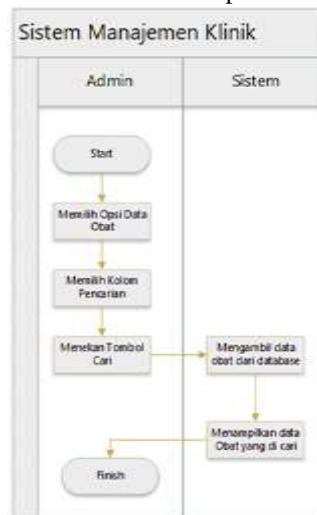 Sistem Manajemen Klinik
Admin
Sistem
Start
Memilih Opsi Data
Obat
Memilih Kolom
Pencarian
Menekan Tombol
Cari
Mengambil data
obat dari database
Menampilkan data
Obat yang di cari
Finish